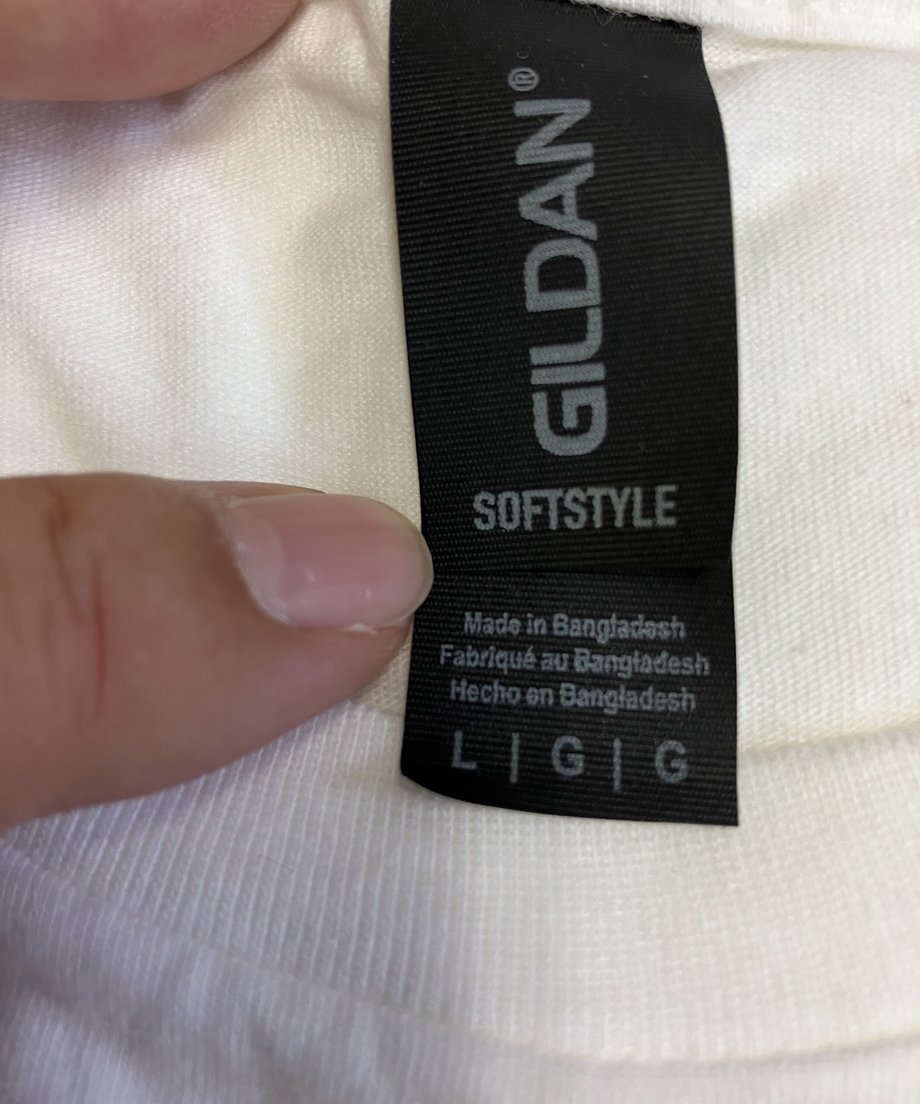 GILDAN®
SOFTSTYLE
Made in Bangladesh
Fabriqué au Bangladesh
Hecho en Bangladesh
L | G | G